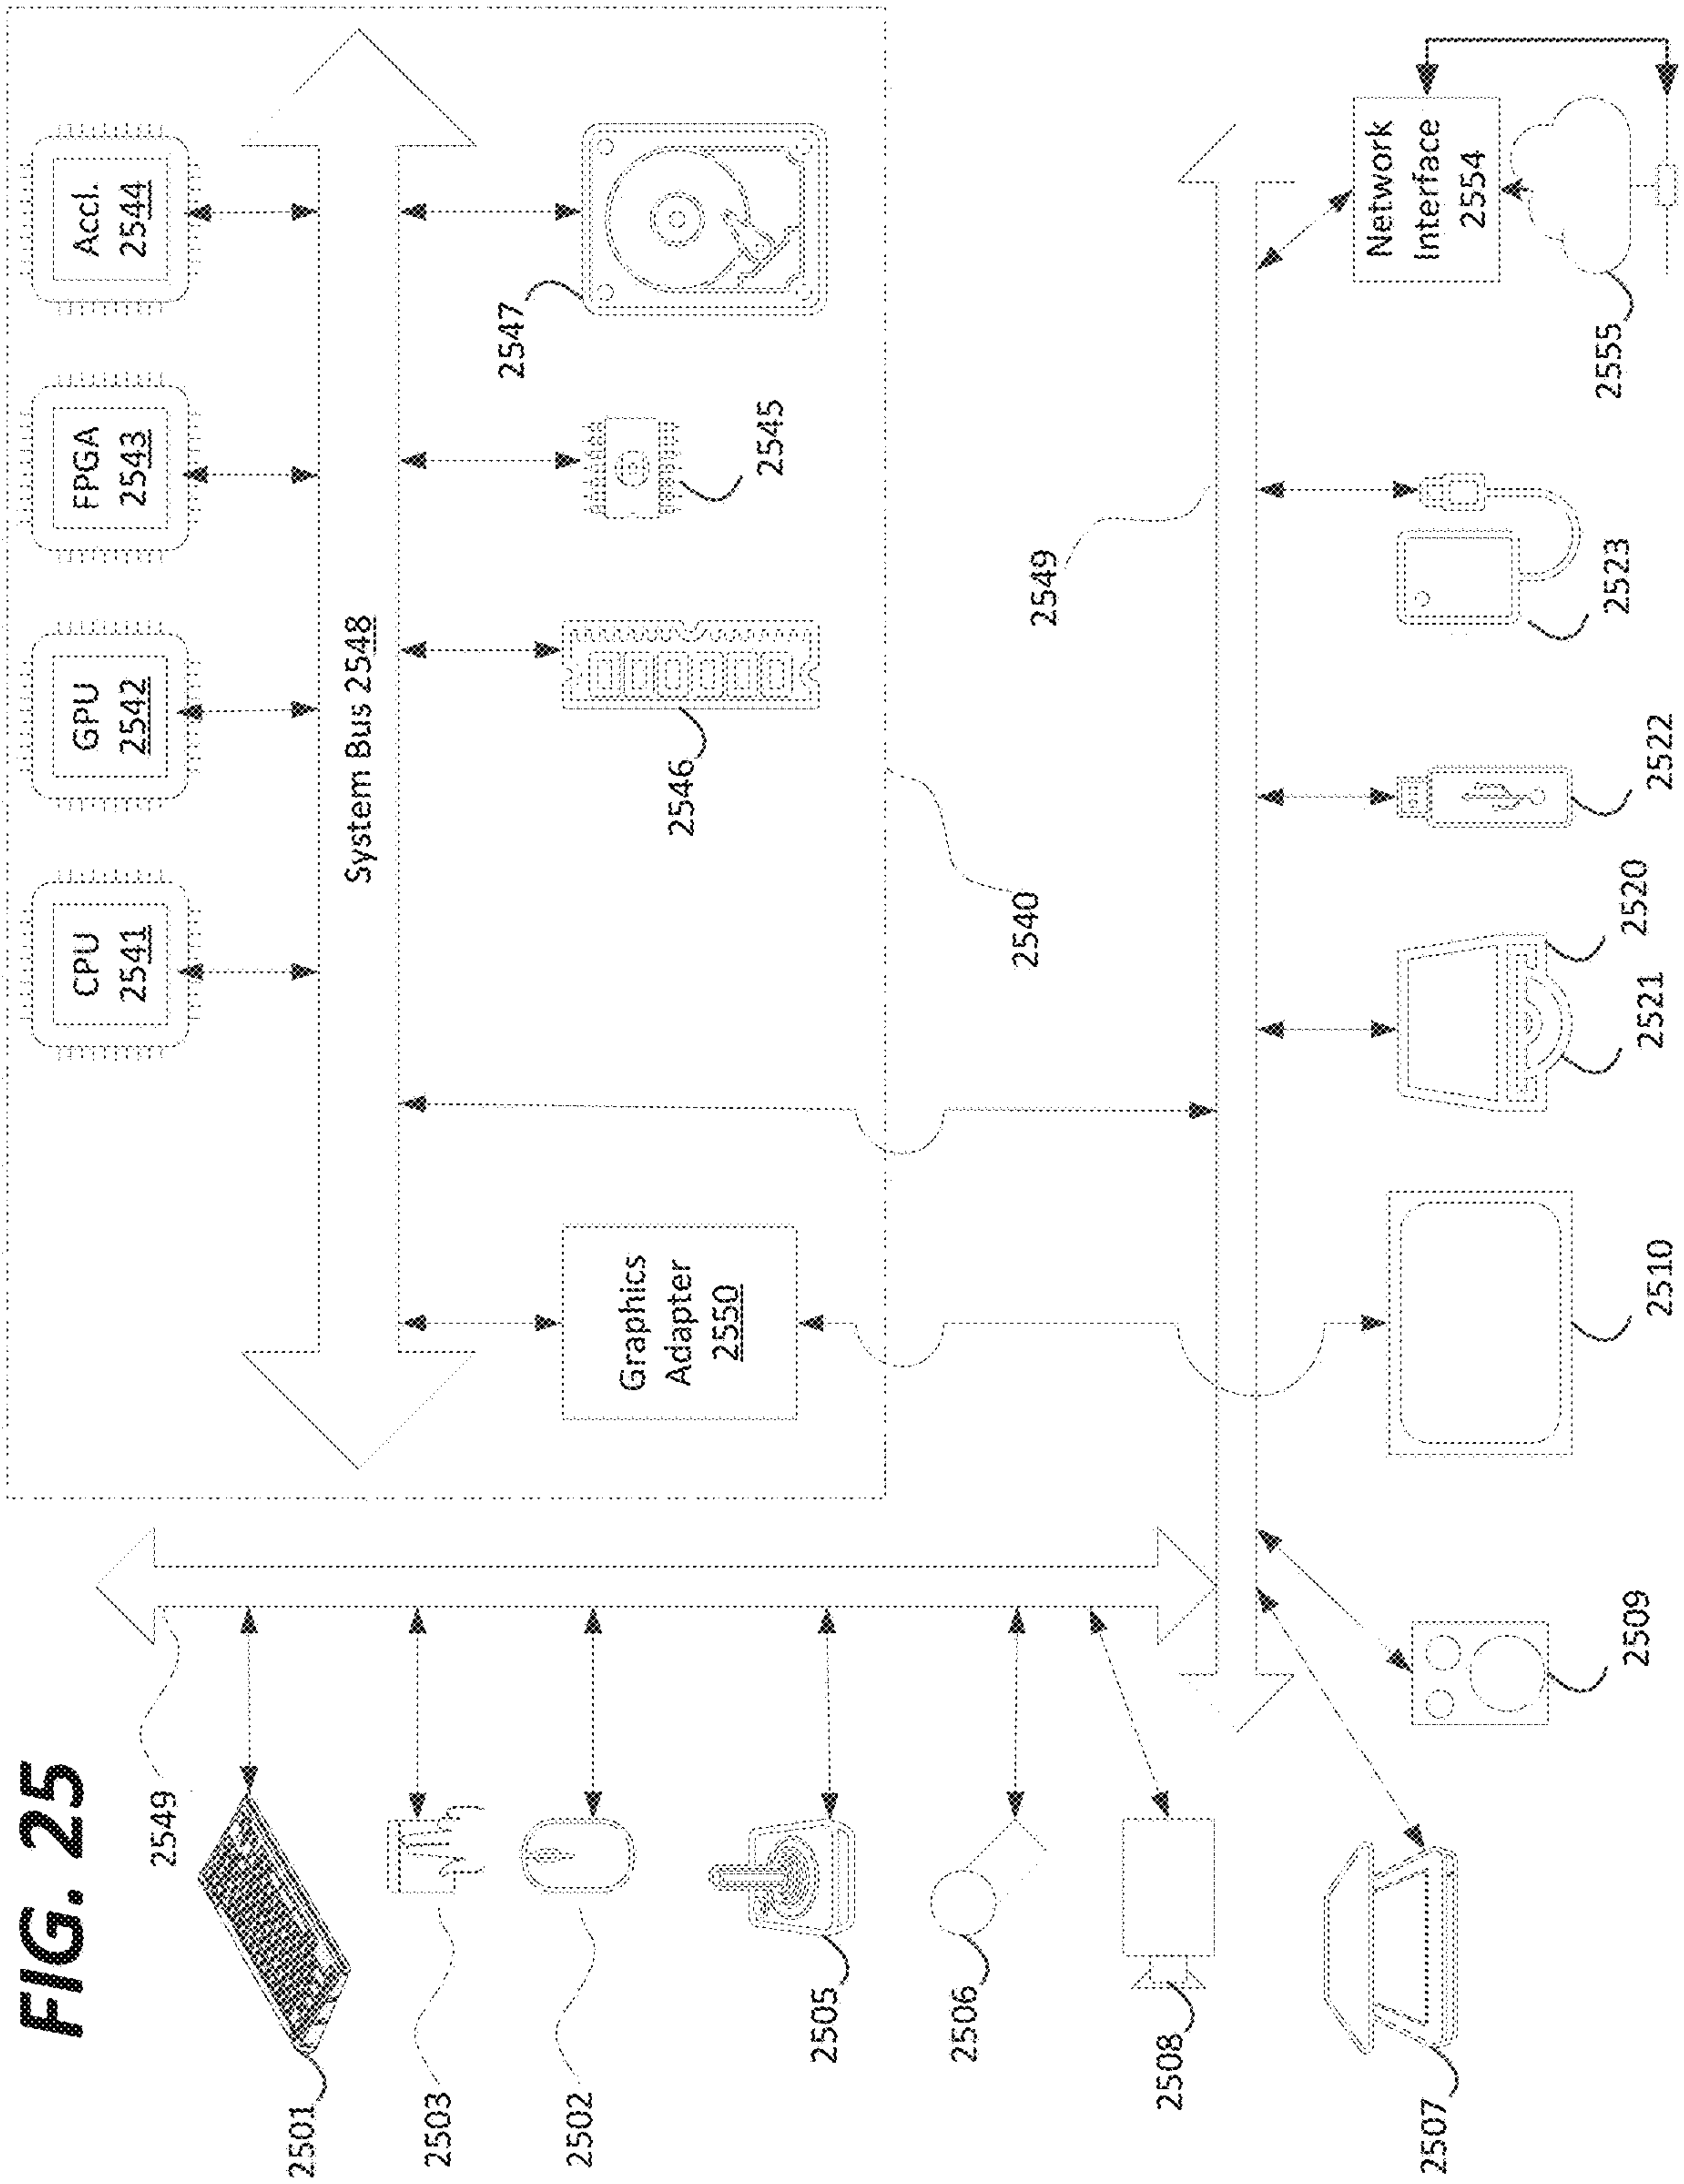 FIG. 25
CPU
2541
GPU
2542
FPGA
2543
Accl.
2544
2549
System Bus 2548
2501
2503
2502
2505
2506
2508
2507
Graphics
Adapter
2550
2546
2545
2547
2540
2549
2509
2510
2521
2520
2522
2523
Network
Interface
2554
2555